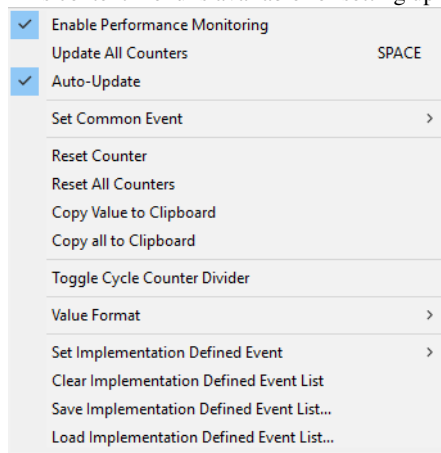 Enable Performance Monitoring
Update All Counters SPACE
Auto-Update
Set Common Event
Reset Counter
Reset All Counters
Copy Value to Clipboard
Copy all to Clipboard
Toggle Cycle Counter Divider
Value Format
Set Implementation Defined Event
Clear Implementation Defined Event List
Save Implementation Defined Event List...
Load Implementation Defined Event List...